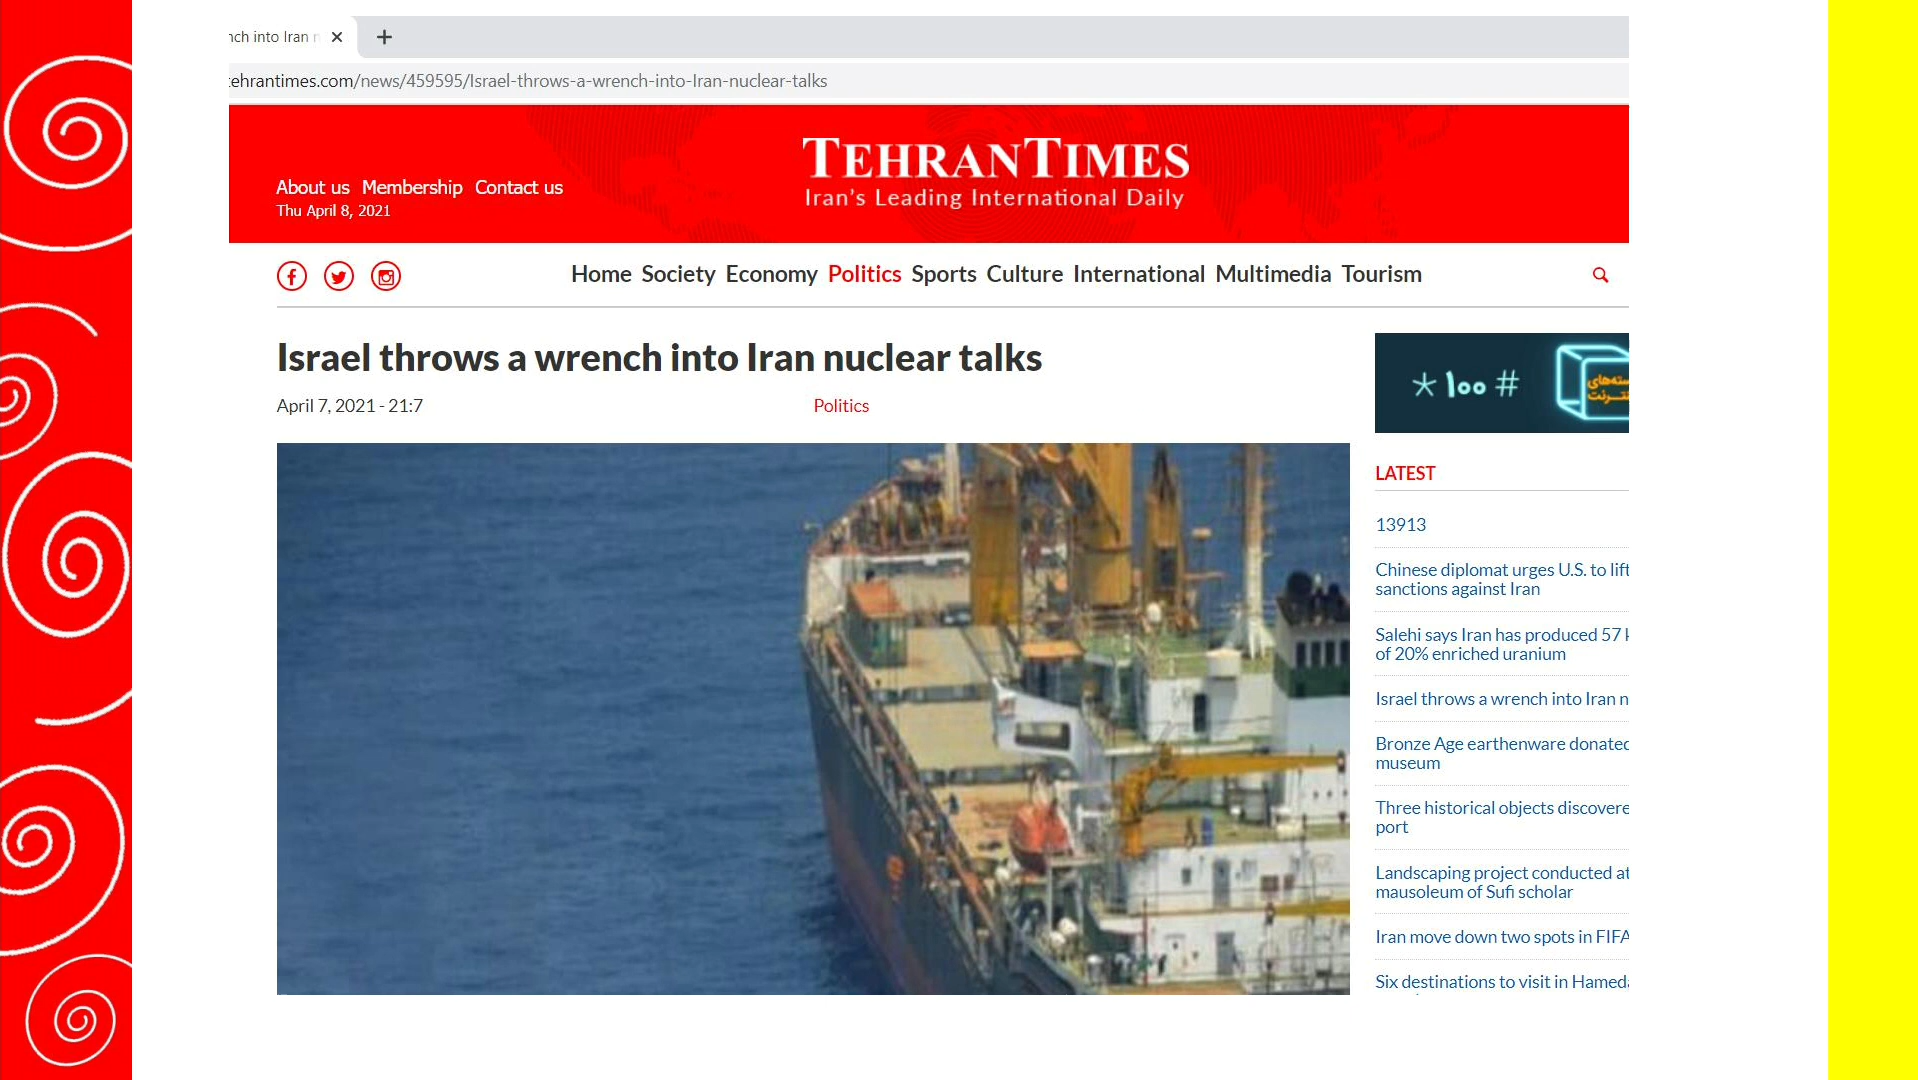 nch into Iran
ehrantimes.com/news/459595/Israel-throws-a-wrench-into-Iran-nuclear-talks
TEHRANTIMES
Iran's Leading International Daily
About us Membership Contact us
Thu April 8, 2021
Home Society Economy Politics Sports Culture International Multimedia Tourism
Israel throws a wrench into Iran nuclear talks
April 7, 2021 - 21:7 Politics
* ۱۰۰ #
LATEST
13913
Chinese diplomat urges U.S. to lift
sanctions against Iran
Salehi says Iran has produced 57
of 20% enriched uranium
Israel throws a wrench into Iran n
Bronze Age earthenware donated
museum
Three historical objects discovere
port
Landscaping project conducted at
mausoleum of Sufi scholar
Iran move down two spots in FIFA
Six destinations to visit in Hameda